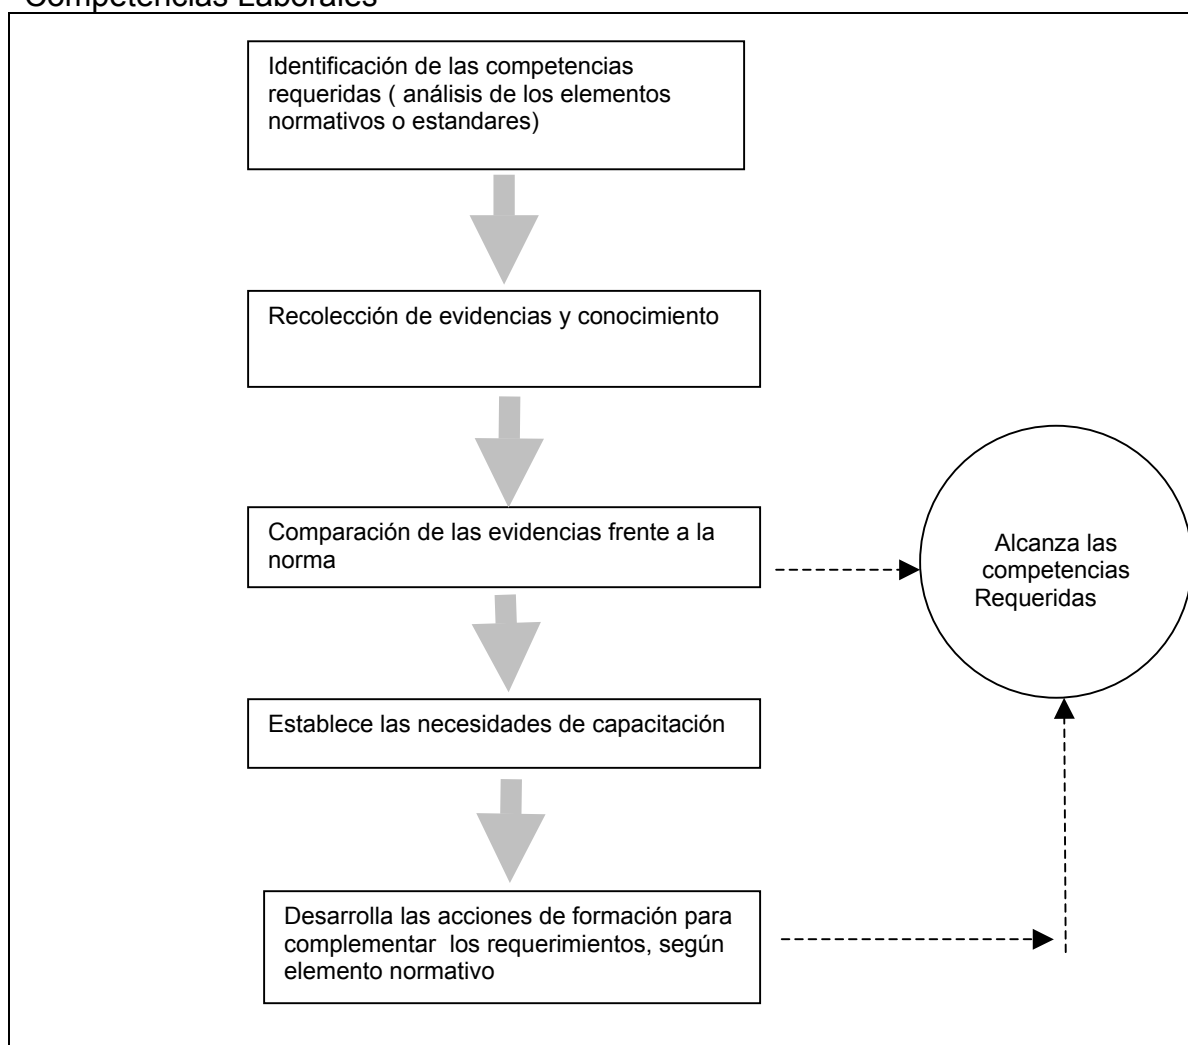 Competencias Laborales
Identificación de las competencias
requeridas ( análisis de los elementos
normativos o estandares)
Recolección de evidencias y conocimiento
Comparación de las evidencias frente a la
norma
Alcanza las
competencias
Requeridas
Establece las necesidades de capacitación
Desarrolla las acciones de formación para
complementar los requerimientos, según
elemento normativo